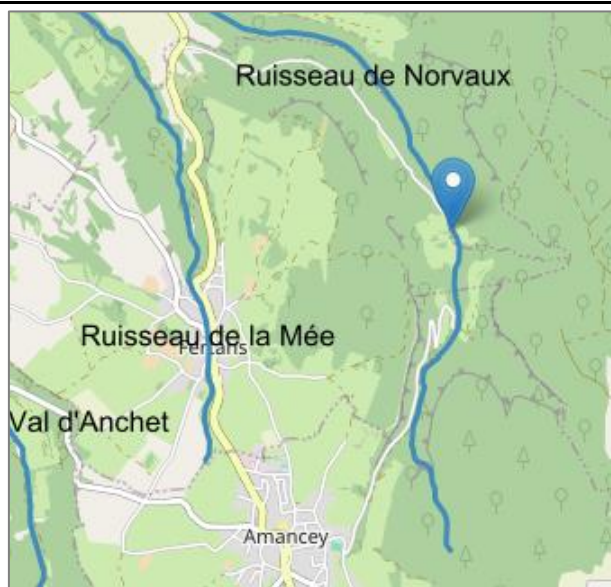 Ruisseau de Norvaux
Ruisseau de la Mée
Fertans
Val d'Anchet
Amancey